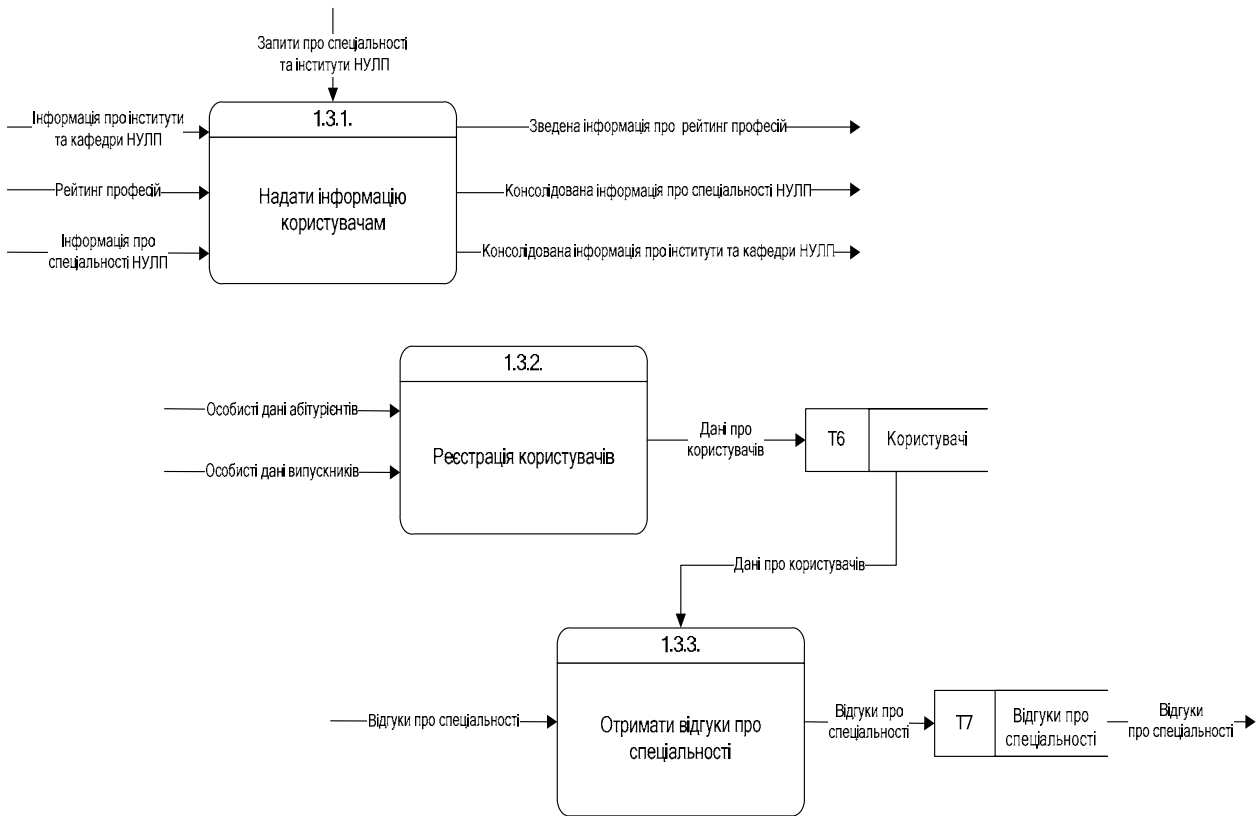 Запити про спеціальності
та інститути НУЛП
1.3.1.
Інформація про інститути
та кафедри НУЛП
Зведена інформація про рейтинг професій
Рейтинг професій
Надати інформацію
користувачам
Консолідована інформація про спеціальності НУЛП
Інформація про
спеціальності НУЛП
Консолідована інформація про інститути та кафедри НУЛП
1.3.2.
Особисті дані абітурієнтів
Особисті дані випускників
Реєстрація користувачів
Дані про
користувачів
Т6
Користувачі
Дані про користувачів
1.3.3.
Відгуки про спеціальності
Отримати відгуки про
спеціальності
Відгуки про
спеціальності
Т7
Відгуки про
спеціальності
Відгуки
про спеціальності